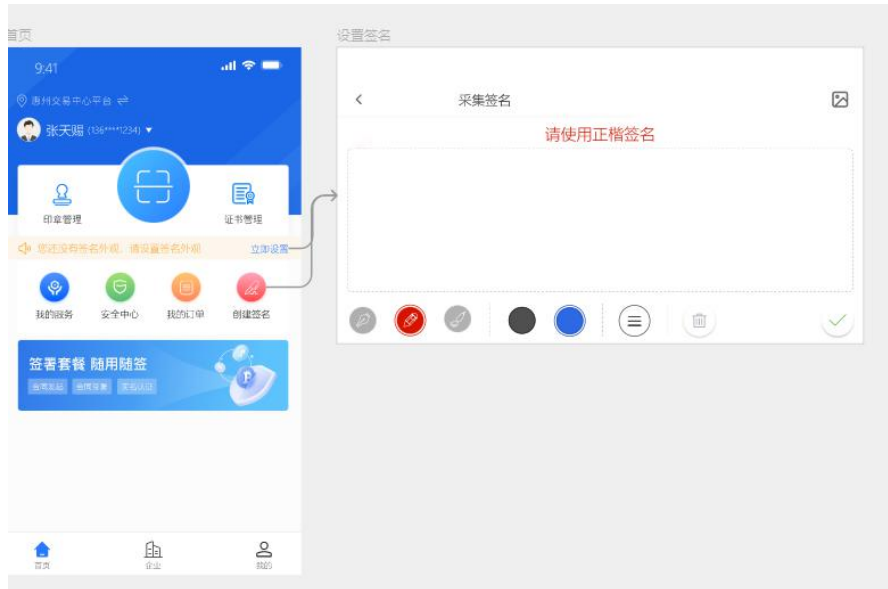 首页
设置签名
9:41
惠州交易中心平台
张天赐 (136****1234)
印章管理
证书管理
您还没有签名外观，请设置签名外观
立即设置
我的服务
安全中心
我的订单
创建签名
签署套餐 随用随签
首页
企业
我的
采集签名
请使用正楷签名